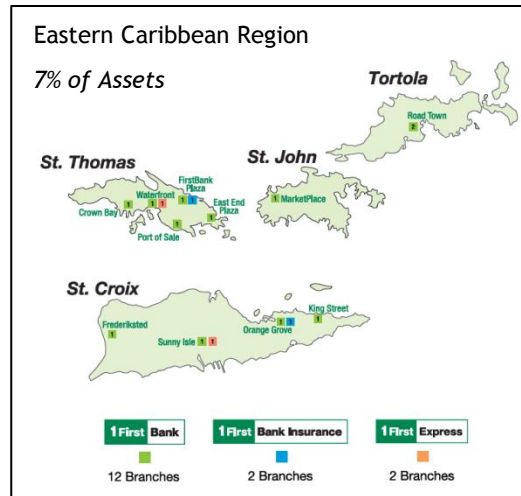 Eastern Caribbean Region
7% of Assets
Tortola
Road Town
2
St. Thomas
St. John
FirstBank
Plaza
Waterfront
1 1
1 1
East End
Plaza
1
Crown Bay
1
Port of Sale
1
1 MarketPlace
St. Croix
King Street
1
Frederiksted
1
Orange Grove
1 1
Sunny Isle
1 1
1 First Bank
1 First Bank Insurance
1 First Express
12 Branches
2 Branches
2 Branches